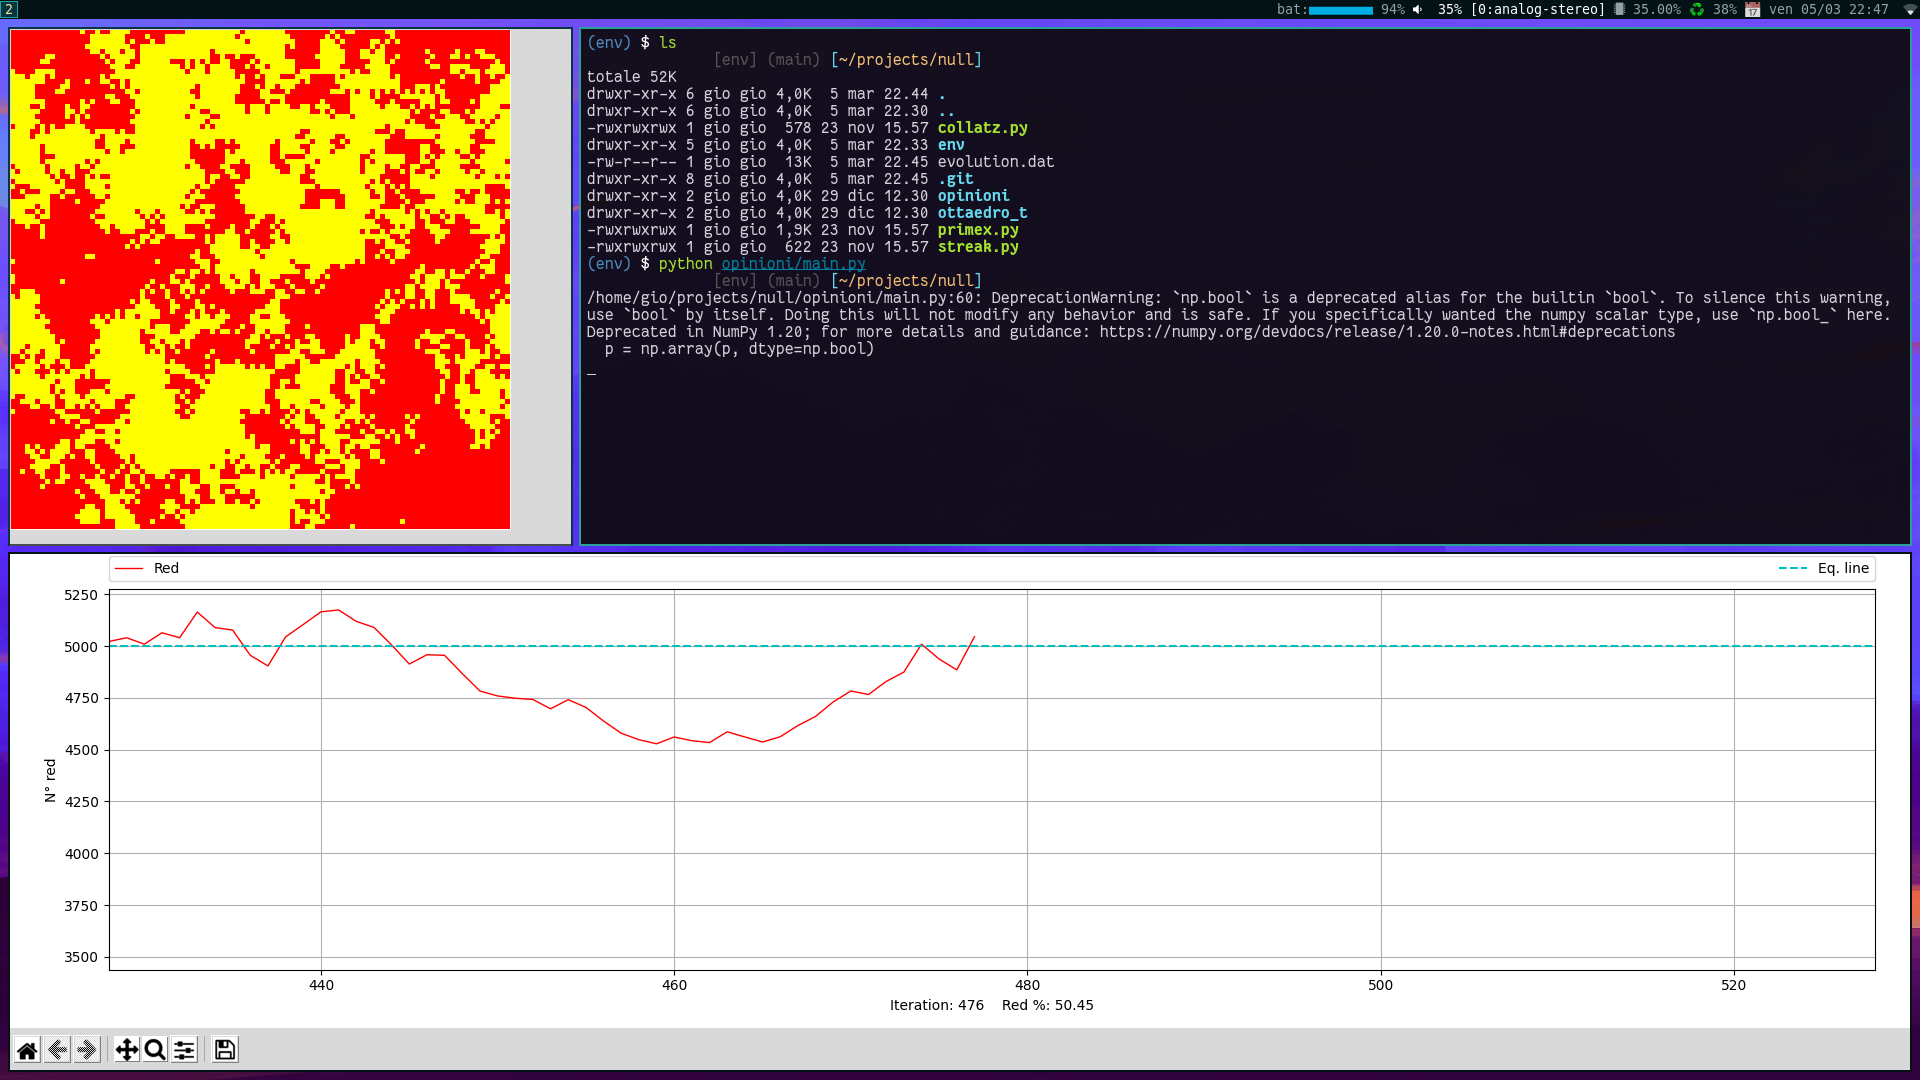 2
bat: 94% 35% [0:analog-stereo] 35.00% 38% 17 ven 05/03 22:47
(env) $ ls
[env] (main) [~/projects/null]
totale 52K
drwxr-xr-x 6 gio gio 4,0K  5 mar 22.44 .
drwxr-xr-x 6 gio gio 4,0K  5 mar 22.30 ..
-rwxrwxrwx 1 gio gio  578 23 nov 15.57 collatz.py
drwxr-xr-x 5 gio gio 4,0K  5 mar 22.33 env
-rw-r--r-- 1 gio gio  13K  5 mar 22.45 evolution.dat
drwxr-xr-x 8 gio gio 4,0K  5 mar 22.45 .git
drwxr-xr-x 2 gio gio 4,0K 29 dic 12.30 opinioni
drwxr-xr-x 2 gio gio 4,0K 29 dic 12.30 ottaedro_t
-rwxrwxrwx 1 gio gio 1,9K 23 nov 15.57 primex.py
-rwxrwxrwx 1 gio gio  622 23 nov 15.57 streak.py
(env) $ python opinioni/main.py
[env] (main) [~/projects/null]
/home/gio/projects/null/opinioni/main.py:60: DeprecationWarning: `np.bool` is a deprecated alias for the builtin `bool`. To silence this warning,
use `bool` by itself. Doing this will not modify any behavior and is safe. If you specifically wanted the numpy scalar type, use `np.bool_` here.
Deprecated in NumPy 1.20; for more details and guidance: https://numpy.org/devdocs/release/1.20.0-notes.html#deprecations
  p = np.array(p, dtype=np.bool)
_
Red
Eq. line
5250
5000
4750
4500
4250
4000
3750
3500
N° red
440 460 480 500 520
Iteration: 476    Red %: 50.45